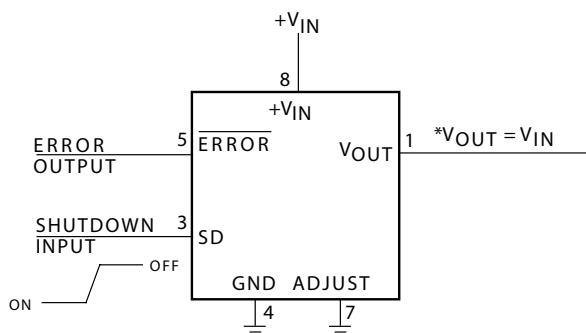 +VIN
8
+VIN
ERROR
OUTPUT
5
ERROR
VOUT
1
*VOUT = VIN
SHUTDOWN
INPUT
3
SD
OFF
ON
GND
ADJUST
4
7